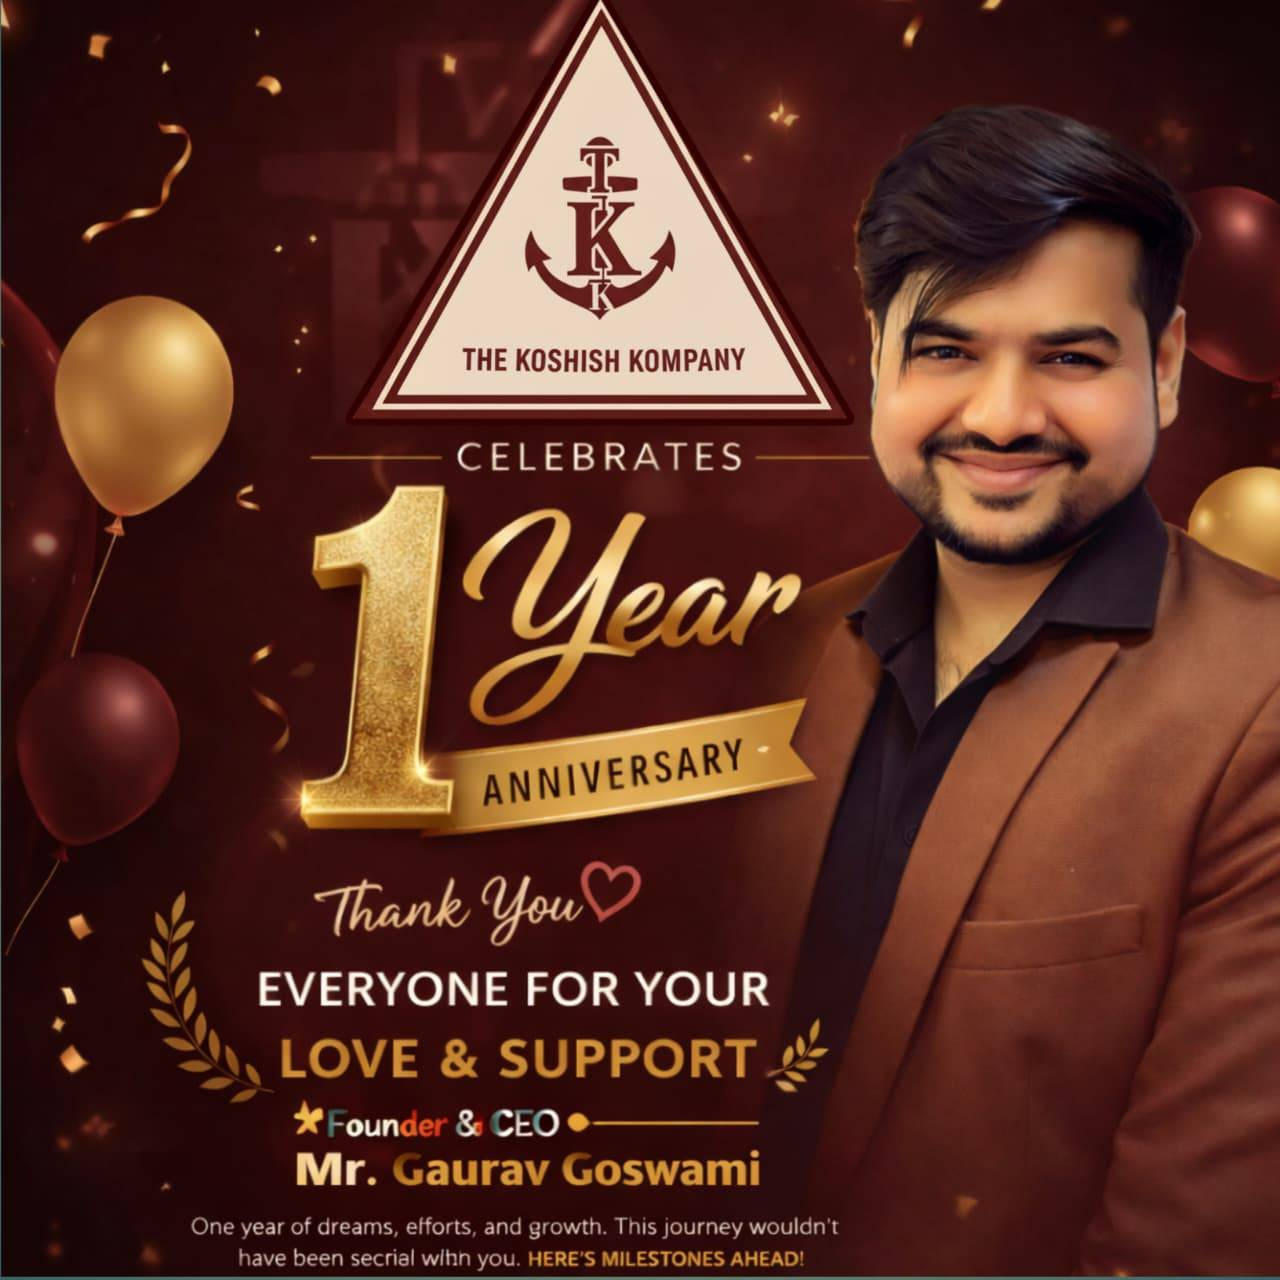 T
K
K
THE KOSHISH KOMPANY
CELEBRATES
1 Year
ANNIVERSARY
Thank You
EVERYONE FOR YOUR
LOVE & SUPPORT
Founder & CEO
Mr. Gaurav Goswami
One year of dreams, efforts, and growth. This journey wouldn't
have been secrial wihn you. HERE'S MILESTONES AHEAD!